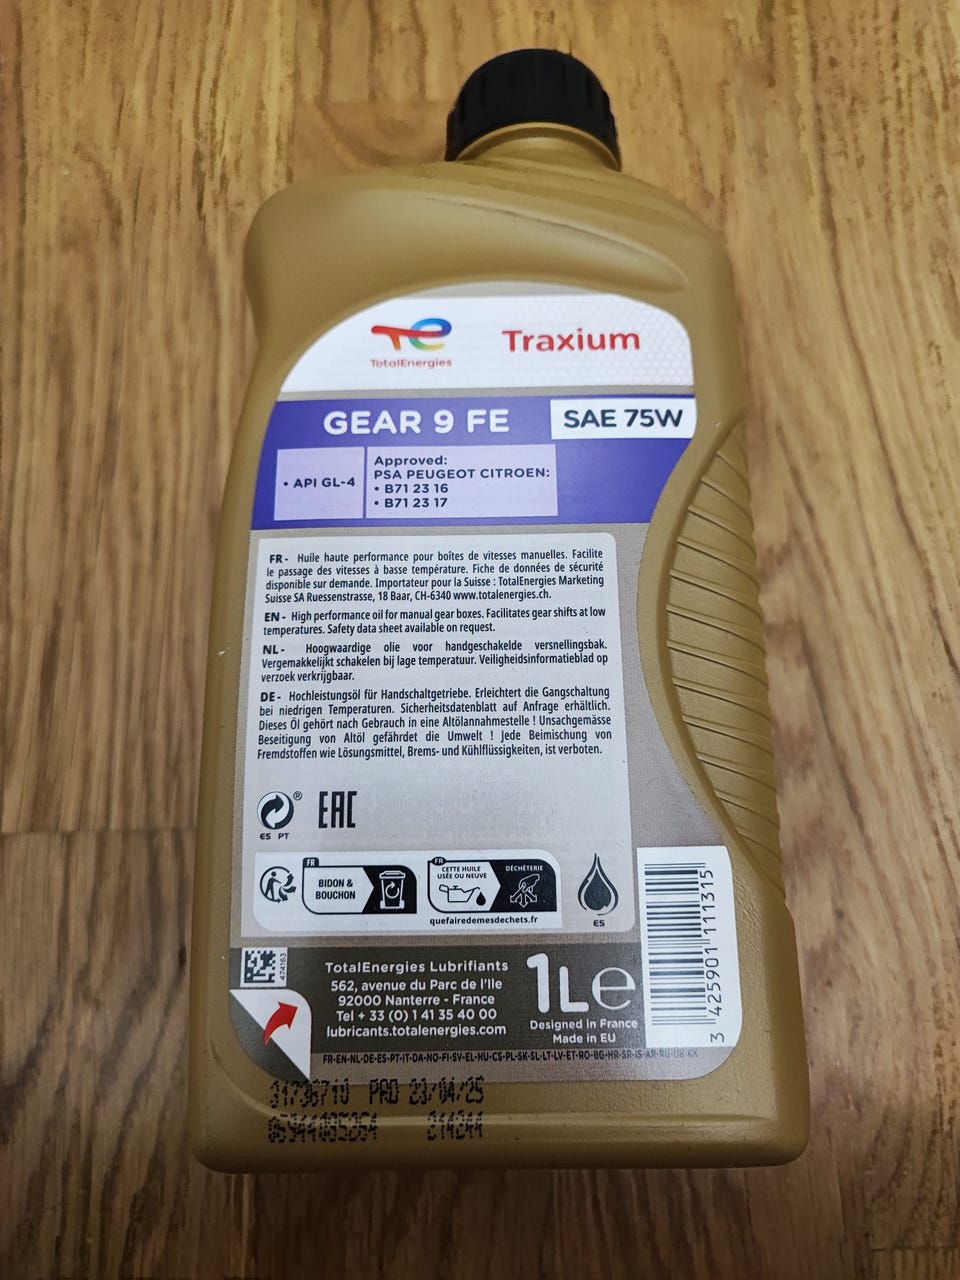 TotalEnergies
Traxium
GEAR 9 FE
SAE 75W
• API GL-4
Approved:
PSA PEUGEOT CITROEN:
• B71 23 16
• B71 23 17
FR - Huile haute performance pour boîtes de vitesses manuelles. Facilite
le passage des vitesses à basse température. Fiche de données de sécurité
disponible sur demande. Importateur pour la Suisse : TotalEnergies Marketing
Suisse SA Ruessenstrasse, 18 Baar, CH-6340 www.totalenergies.ch.
EN - High performance oil for manual gear boxes. Facilitates gear shifts at low
temperatures. Safety data sheet available on request.
NL - Hoogwaardige olie voor handgeschakelde versnellingsbak.
Vergemakkelijkt schakelen bij lage temperatuur. Veiligheidsinformatieblad op
verzoek verkrijgbaar.
DE - Hochleistungsöl für Handschaltgetriebe. Erleichtert die Gangschaltung
bei niedrigen Temperaturen. Sicherheitsdatenblatt auf Anfrage erhältlich.
Dieses Öl gehört nach Gebrauch in eine Altölannahmestelle ! Unsachgemässe
Beseitigung von Altöl gefährdet die Umwelt ! Jede Beimischung von
Fremdstoffen wie Lösungsmittel, Brems- und Kühlflüssigkeiten, ist verboten.
®
ES PT
EAC
FR
BIDON &
BOUCHON
FR
CETTE HUILE
USÉE OU NEUVE
DÉCHÈTERIE
quefairedemesdechets.fr
ES
474163
TotalEnergies Lubrifiants
562, avenue du Parc de l'Ile
92000 Nanterre - France
Tel + 33 (0) 1 41 35 40 00
lubricants.totalenergies.com
1L e
Designed in France
Made in EU
3 425901 111315
FR-EN-NL-DE-ES-PT-IT-DA-NO-FI-SV-EL-HU-CS-PL-SK-SL-LT-LV-ET-RO-BG-HR-SR-IS-AR-RU-UK-KK
PRO 23/04/25
214244